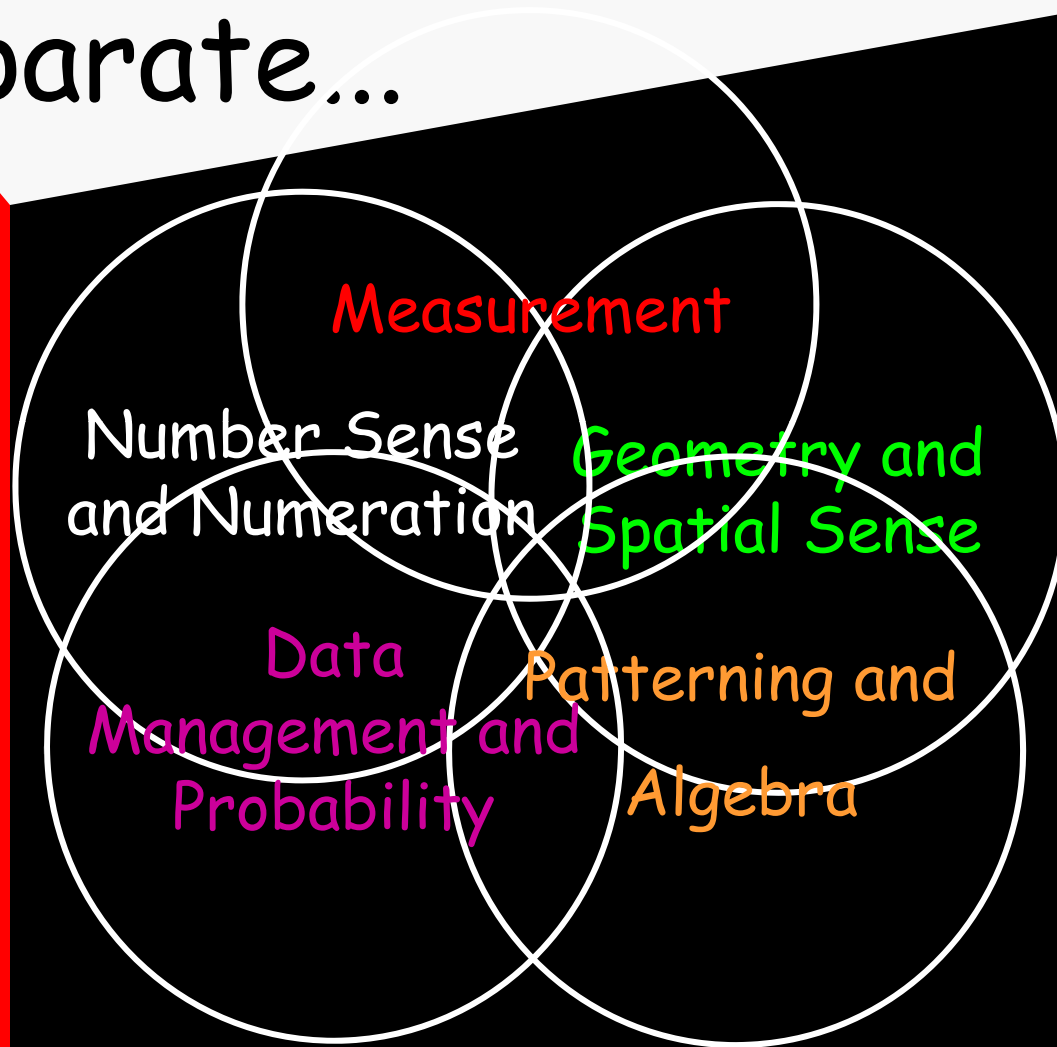 parate...
Measurement
Number Sense
and Numeration
Geometry and
Spatial Sense
Data
Management and
Probability
Patterning and
Algebra